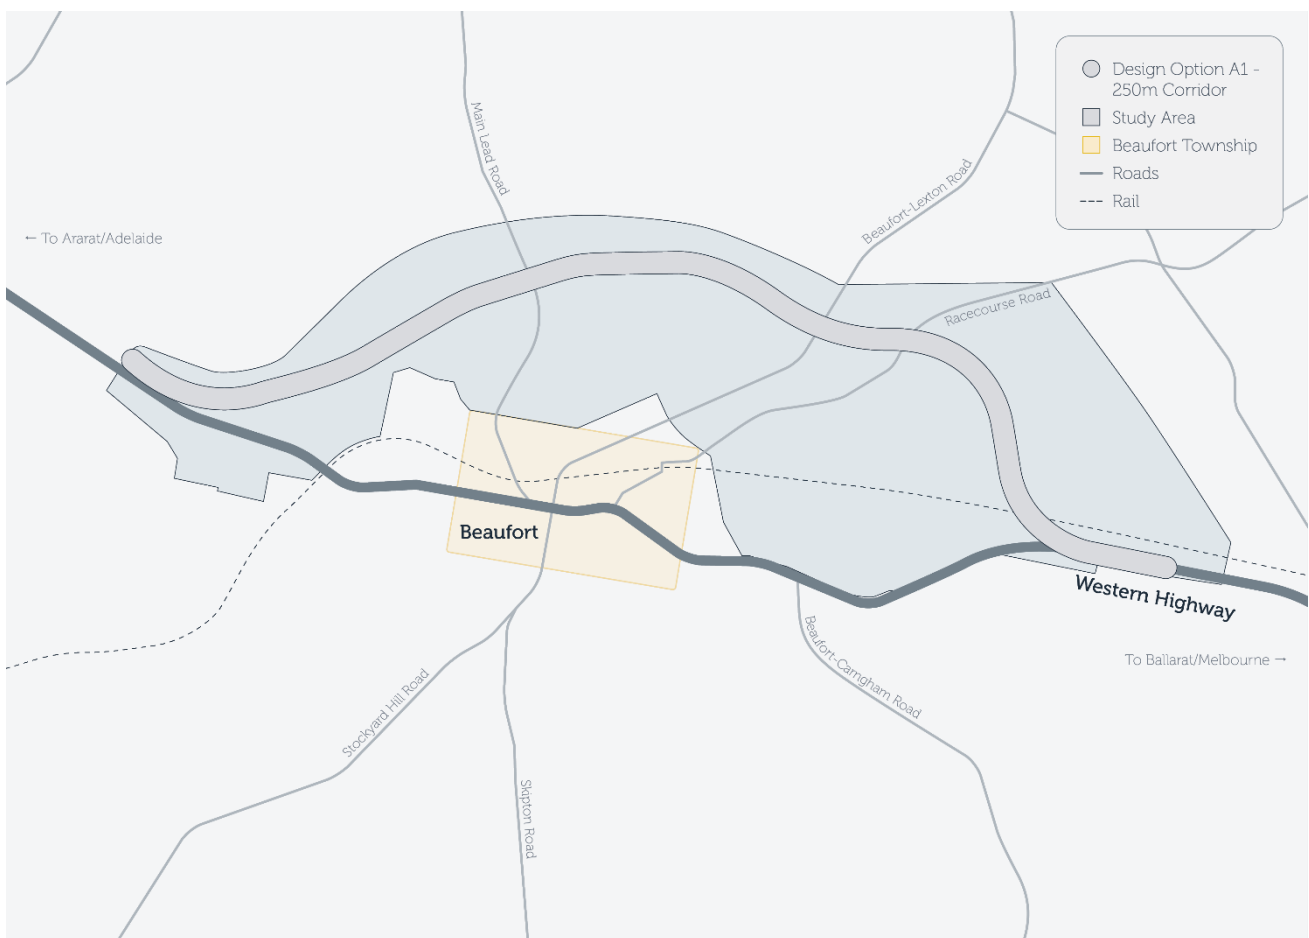 Design Option A1 -
250m Corridor
Study Area
Beaufort Township
Roads
Rail
Main Lead Road
Beaufort-Lexton Road
← To Ararat/Adelaide
Racecourse Road
Beaufort
Western Highway
Beaufort-Carngham Road
To Ballarat/Melbourne →
Stockyard Hill Road
Skipton Road